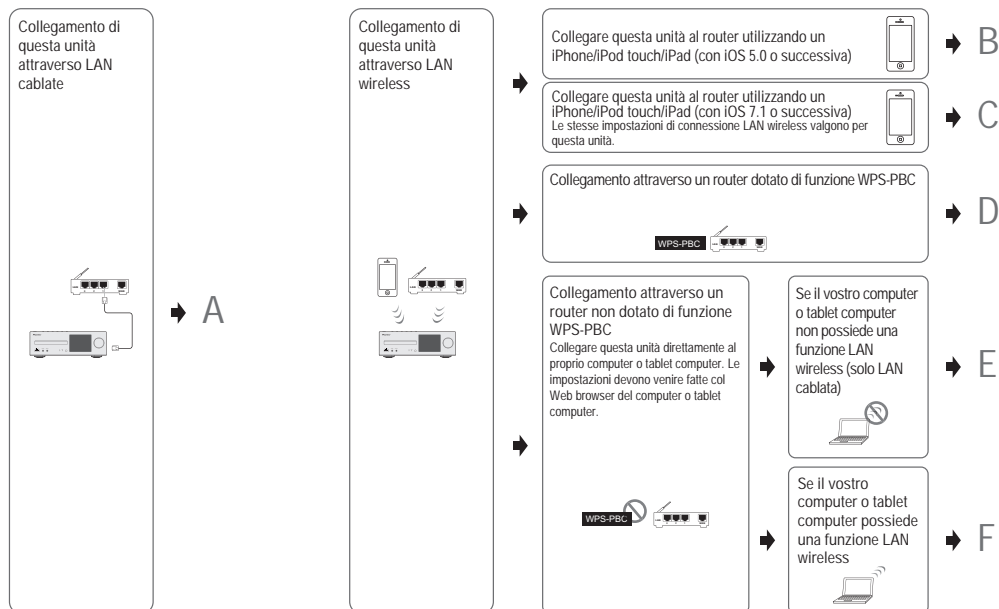 Collegamento di
questa unità
attraverso LAN
cablate
A
Collegamento di
questa unità
attraverso LAN
wireless
Collegare questa unità al router utilizzando un
iPhone/iPod touch/iPad (con iOS 5.0 o successiva)
B
Collegare questa unità al router utilizzando un
iPhone/iPod touch/iPad (con iOS 7.1 o successiva)
Le stesse impostazioni di connessione LAN wireless valgono per
questa unità.
C
Collegamento attraverso un router dotato di funzione WPS-PBC
WPS-PBC
D
Collegamento attraverso un
router non dotato di funzione
WPS-PBC
Collegare questa unità direttamente al
proprio computer o tablet computer. Le
impostazioni devono venire fatte col
Web browser del computer o tablet
computer.
WPS-PBC
Se il vostro computer
o tablet computer
non possiede una
funzione LAN
wireless (solo LAN
cablata)
E
Se il vostro
computer o tablet
computer possiede
una funzione LAN
wireless
F